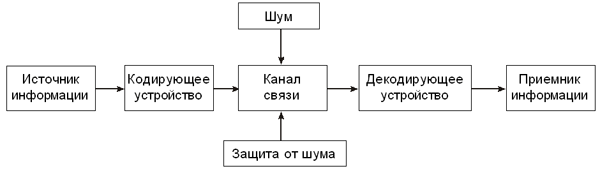 Шум
Источник
информации
Кодирующее
устройство
Канал
связи
Декодирующее
устройство
Приемник
информации
Защита от шума